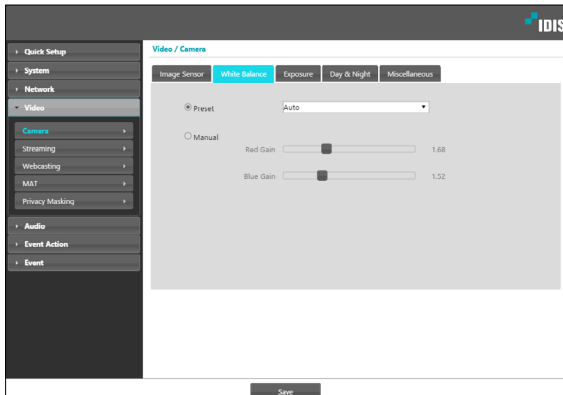 IDIS
Quick Setup
System
Network
Video
Camera
Streaming
Webcasting
MAT
Privacy Masking
Audio
Event Action
Event
Video / Camera
Image Sensor White Balance Exposure Day & Night Miscellaneous
Preset Auto
Manual
Red Gain 1.68
Blue Gain 1.52
Save